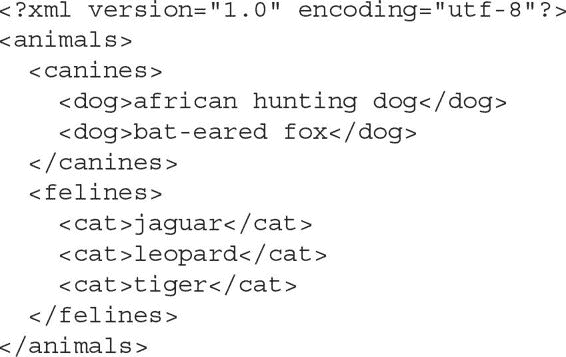 <?xml version="1.0" encoding="utf-8"?>
<animals>
  <canines>
    <dog>african hunting dog</dog>
    <dog>bat-eared fox</dog>
  </canines>
  <felines>
    <cat>jaguar</cat>
    <cat>leopard</cat>
    <cat>tiger</cat>
  </felines>
</animals>